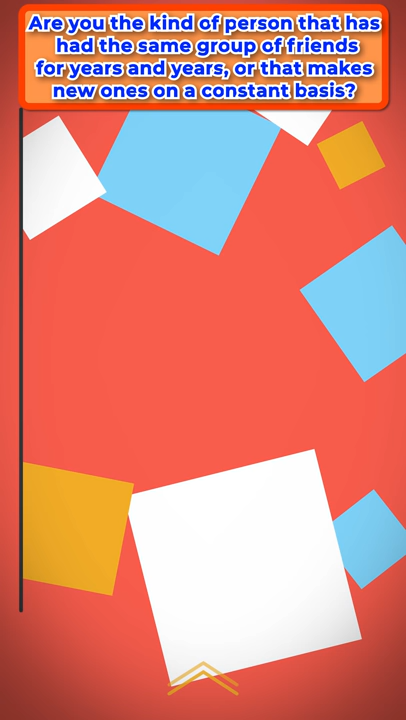 Are you the kind of person that has
had the same group of friends
for years and years, or that makes
new ones on a constant basis?